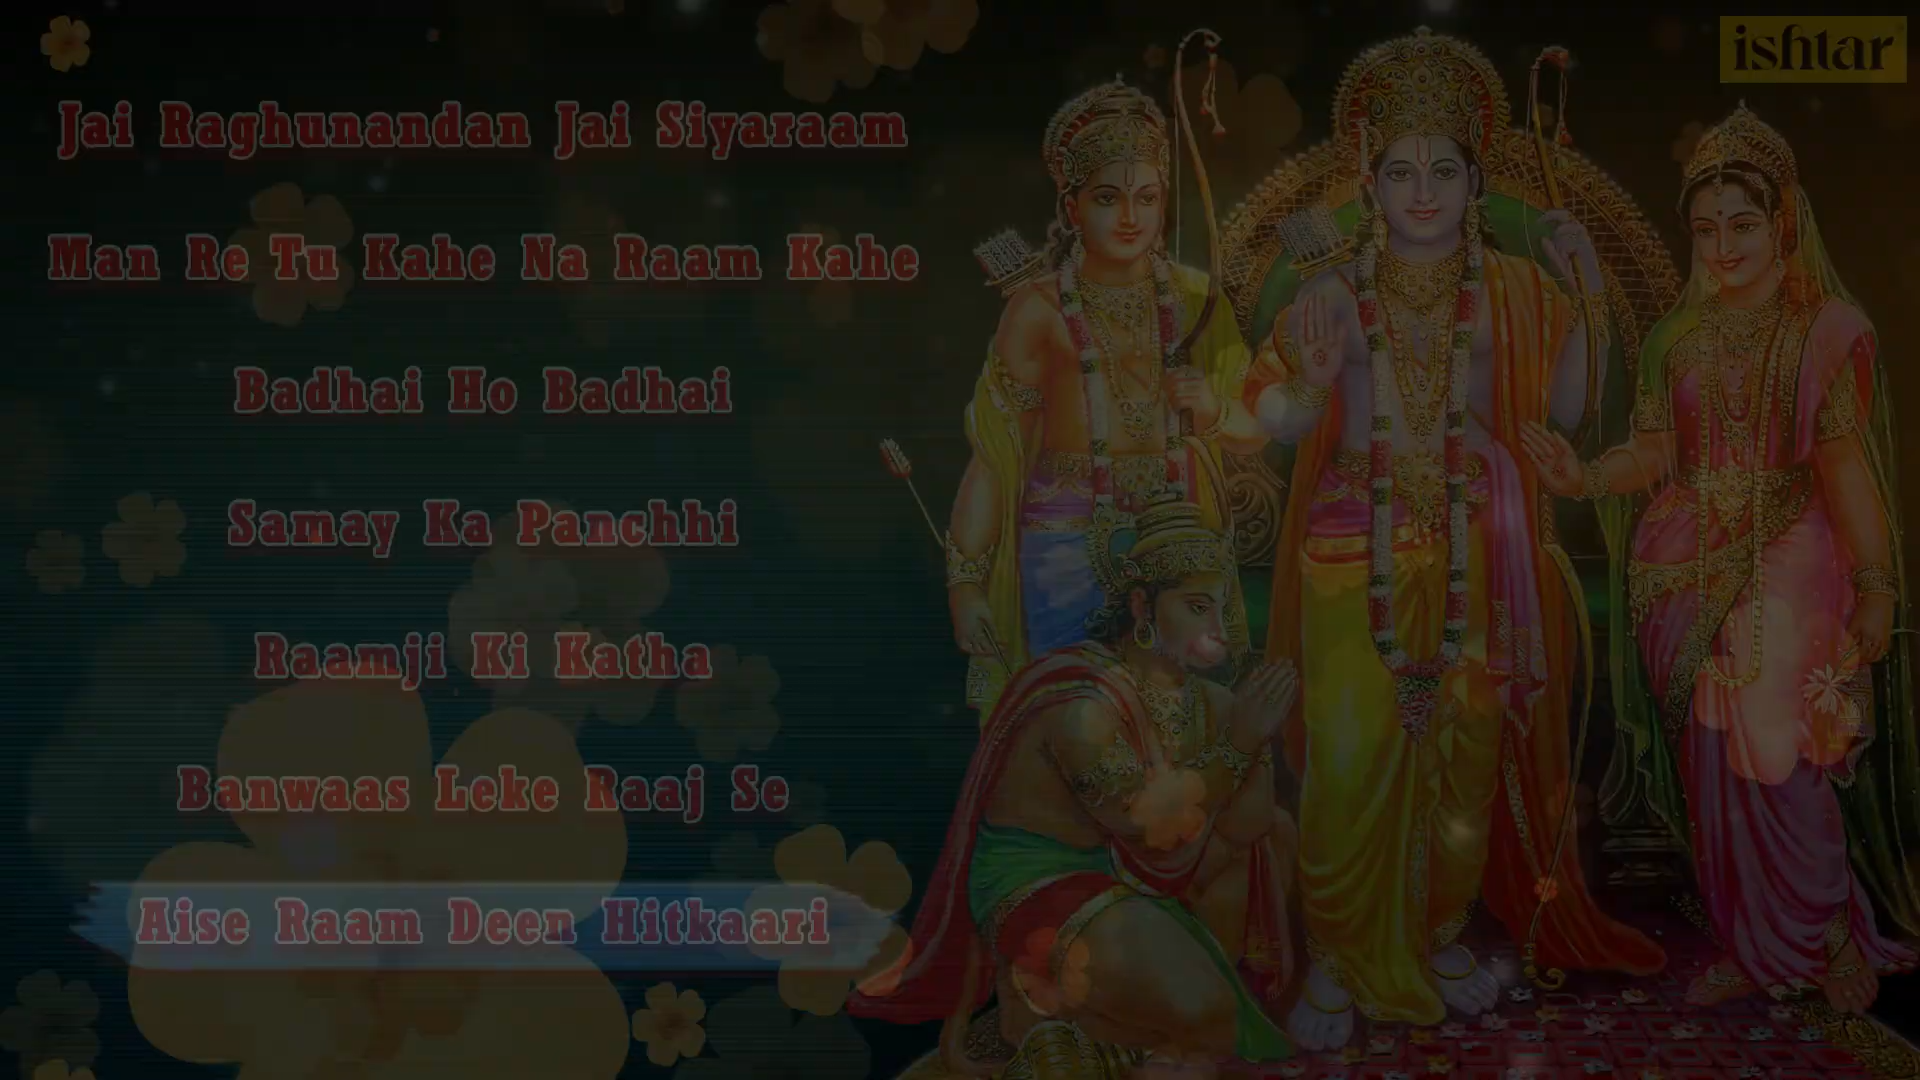 ishtar
Jai Raghunandan Jai Siyaraam
Man Re Tu Kahe Na Raam Kahe
Badhai Ho Badhai
Samay Ka Panchhi
Raamji Ki Katha
Banwaas Leke Raaj Se
Aise Raam Deen Hitkaari